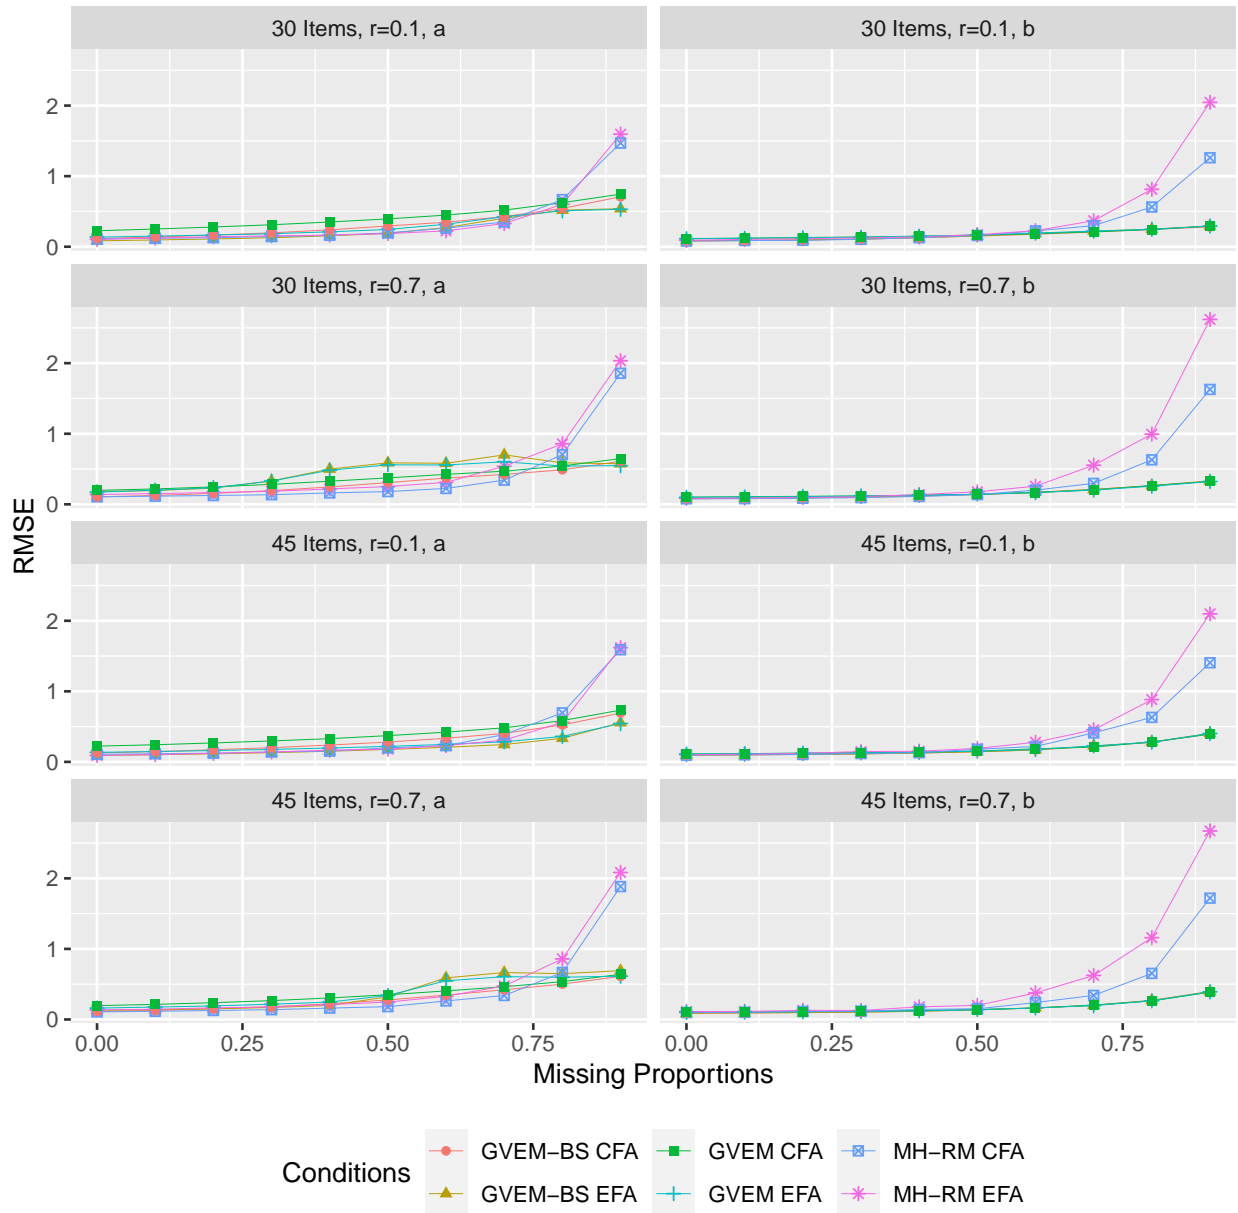 30 Items, r=0.1, a
30 Items, r=0.1, b
2
1
0
30 Items, r=0.7, a
30 Items, r=0.7, b
2
1
0
45 Items, r=0.1, a
45 Items, r=0.1, b
2
1
0
45 Items, r=0.7, a
45 Items, r=0.7, b
2
1
0
RMSE
0.00 0.25 0.50 0.75 0.00 0.25 0.50 0.75
Missing Proportions
Conditions
GVEM−BS CFA GVEM CFA MH−RM CFA
GVEM−BS EFA GVEM EFA MH−RM EFA